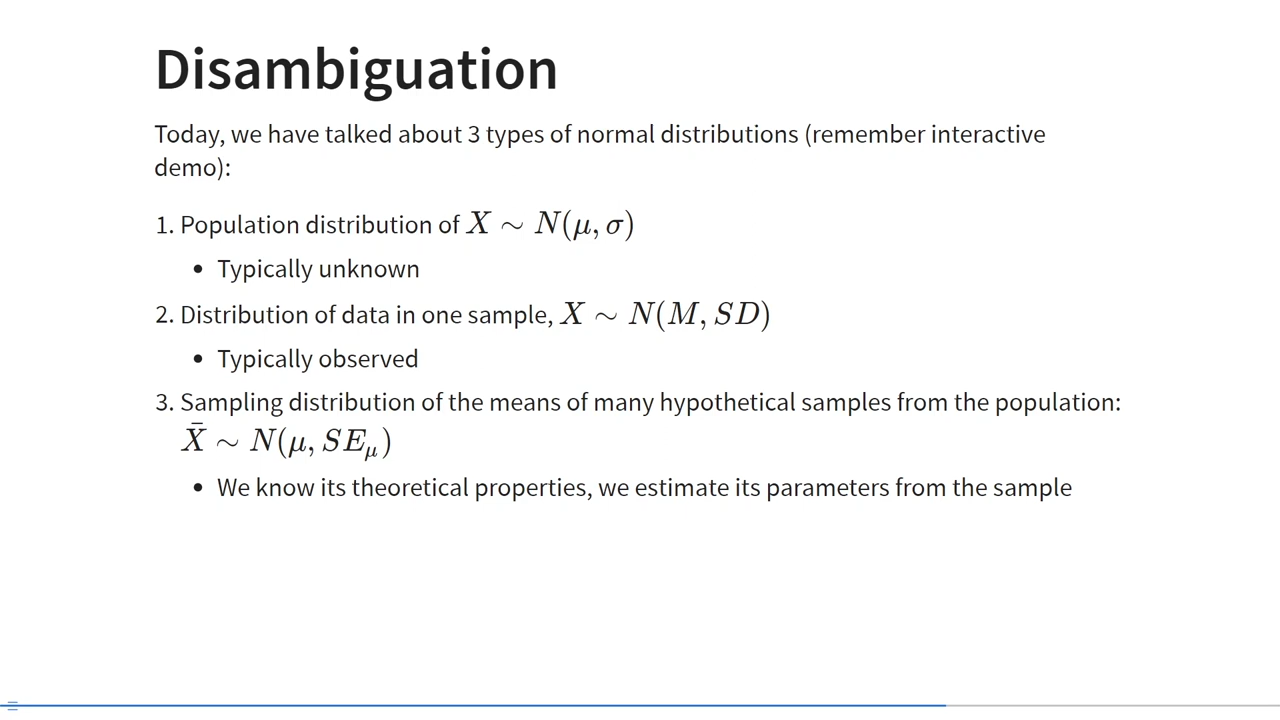 Disambiguation
Today, we have talked about 3 types of normal distributions (remember interactive
demo):
1. Population distribution of X ∼ N(μ, σ)
• Typically unknown
2. Distribution of data in one sample, X ∼ N(M, SD)
• Typically observed
3. Sampling distribution of the means of many hypothetical samples from the population:
X̄ ∼ N(μ, SE_μ)
• We know its theoretical properties, we estimate its parameters from the sample